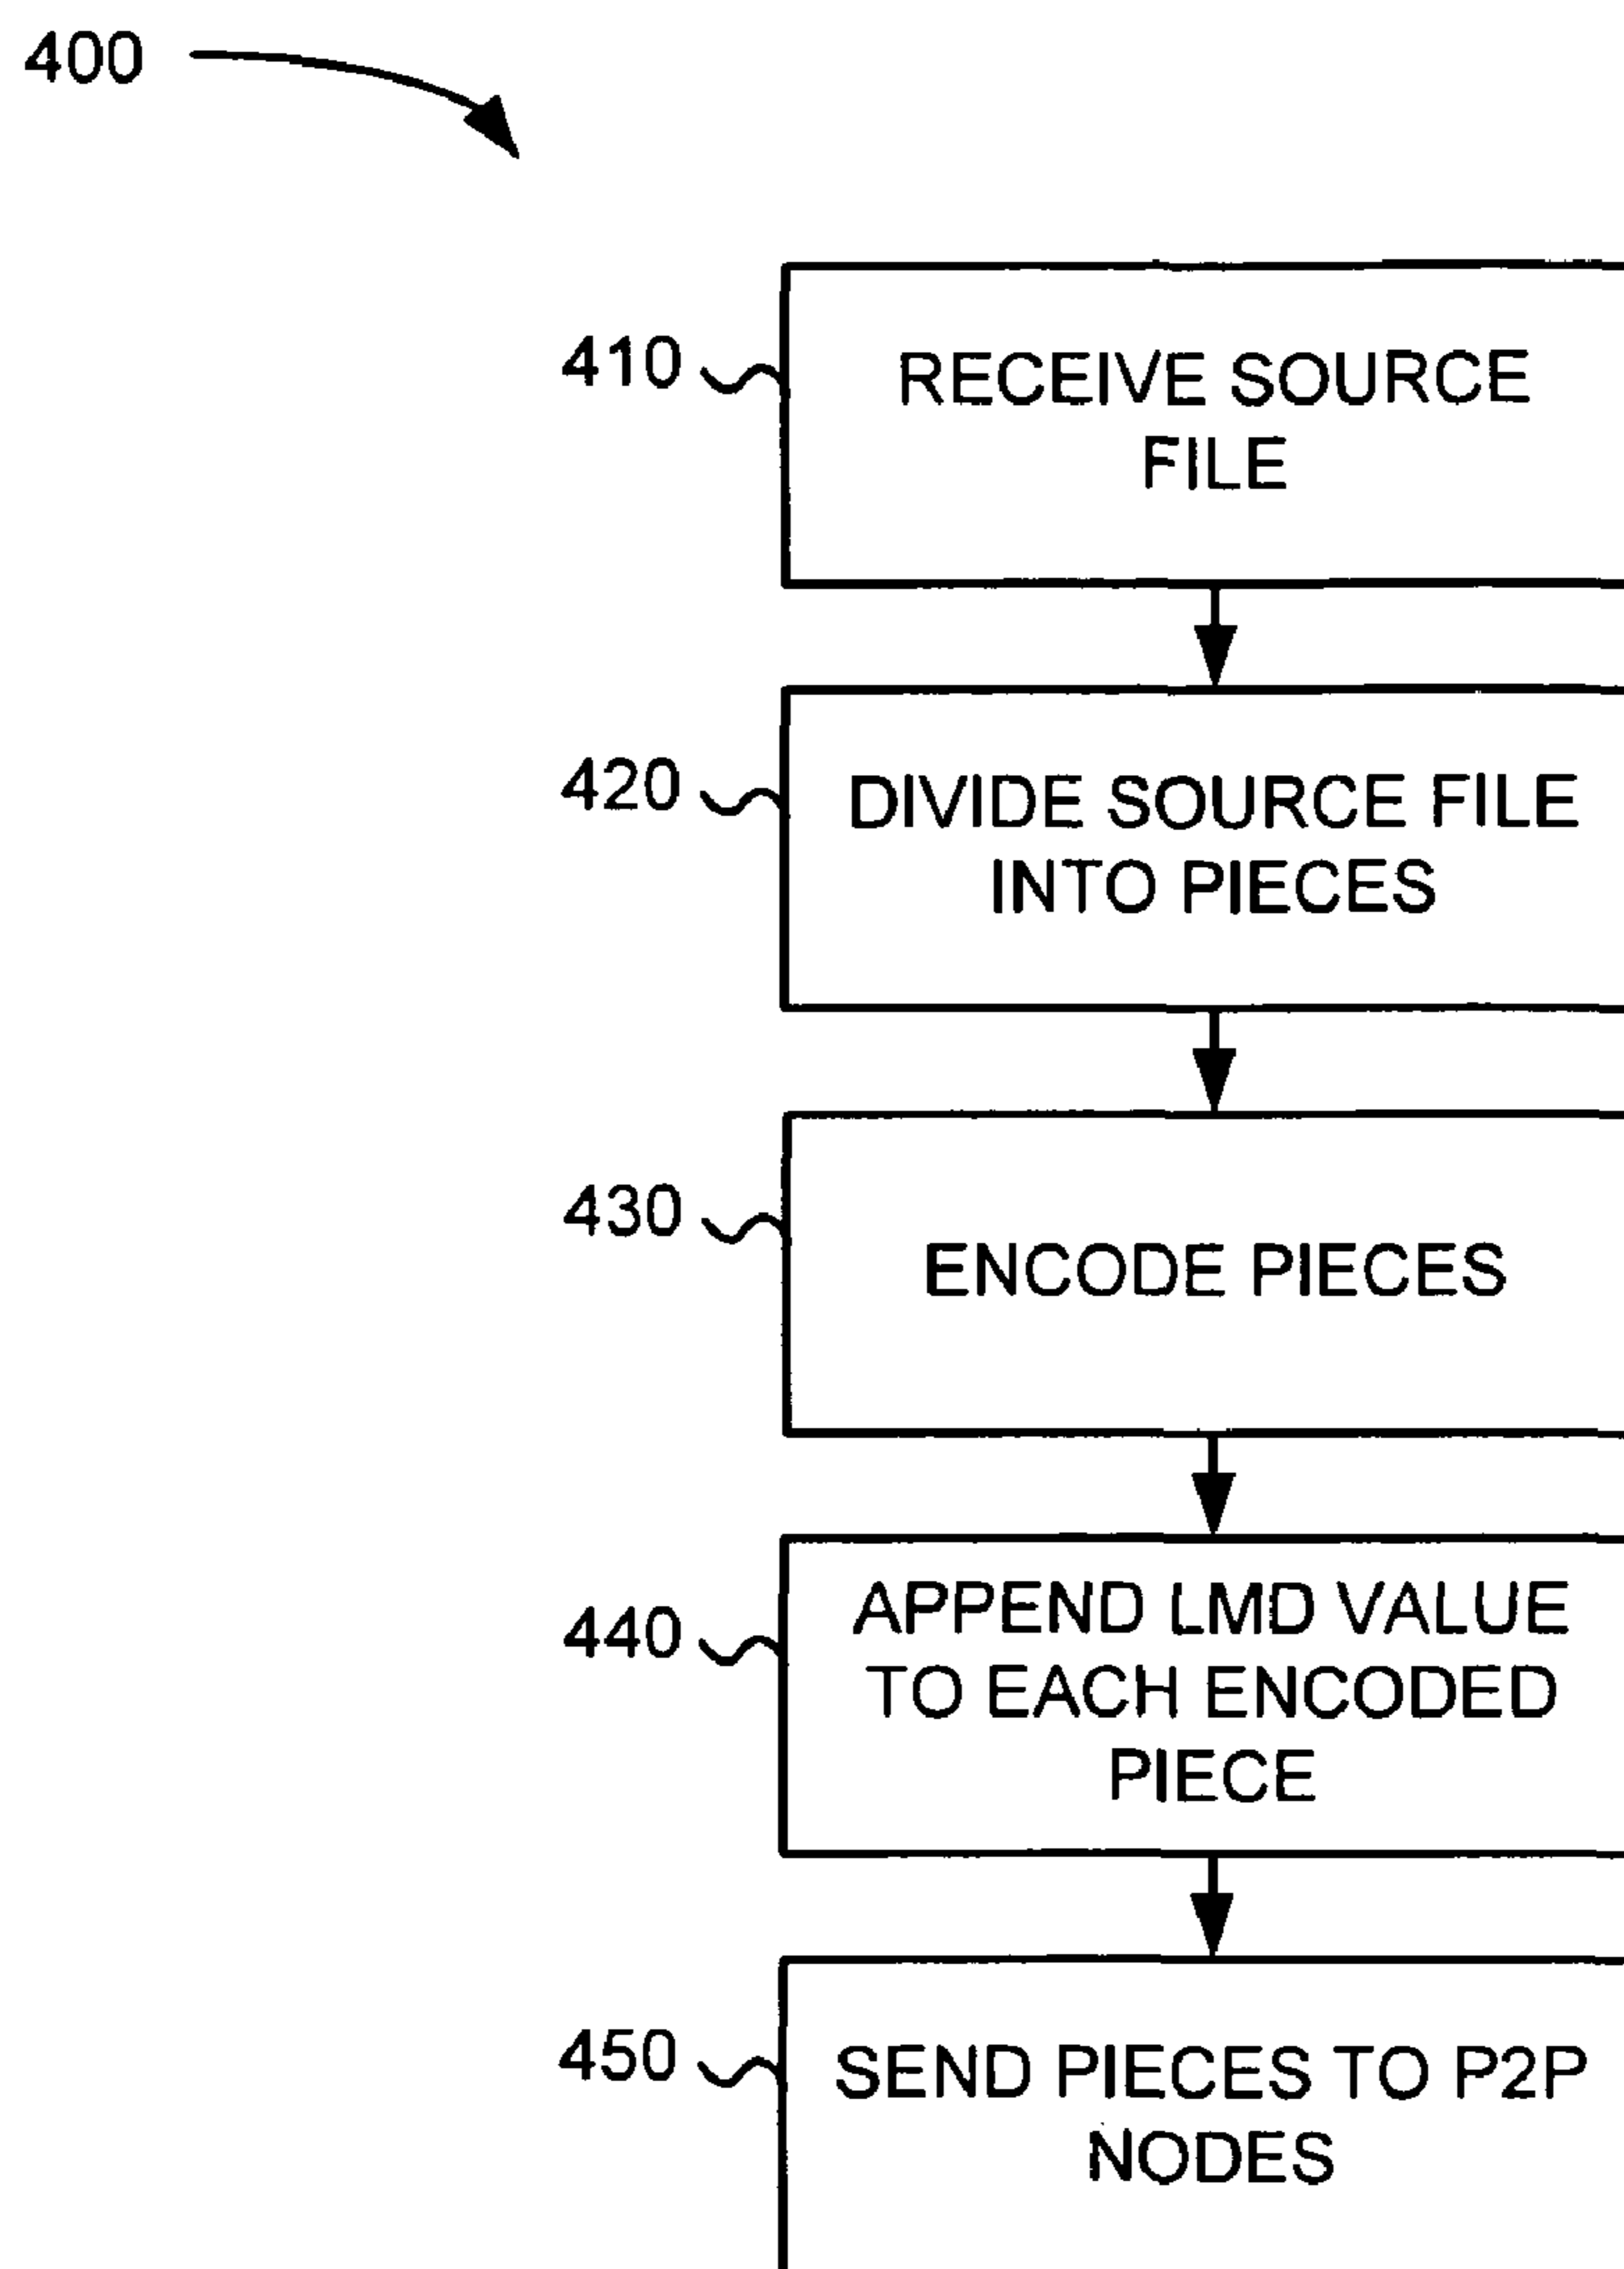 400
410
RECEIVE SOURCE
FILE
420
DIVIDE SOURCE FILE
INTO PIECES
430
ENCODE PIECES
440
APPEND LMD VALUE
TO EACH ENCODED
PIECE
450
SEND PIECES TO P2P
NODES